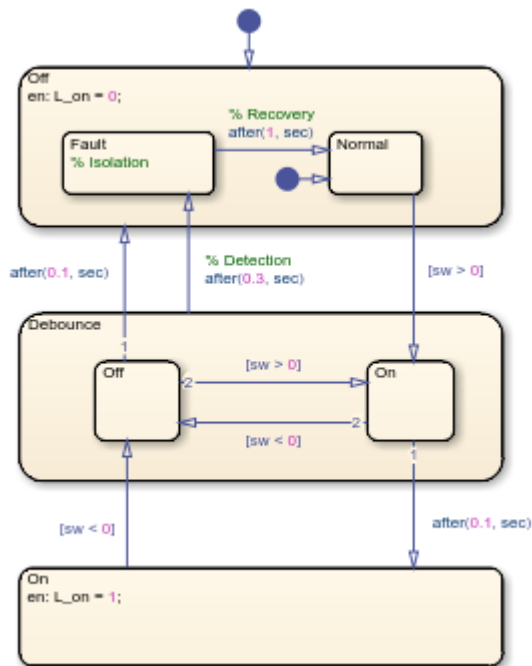 Off
en: L_on = 0;
% Recovery
after(1, sec)
Fault
% Isolation
Normal
after(0.1, sec)
% Detection
after(0.3, sec)
[sw > 0]
Debounce
1
Off
[sw > 0]
2
On
2
[sw < 0]
1
[sw < 0]
after(0.1, sec)
On
en: L_on = 1;